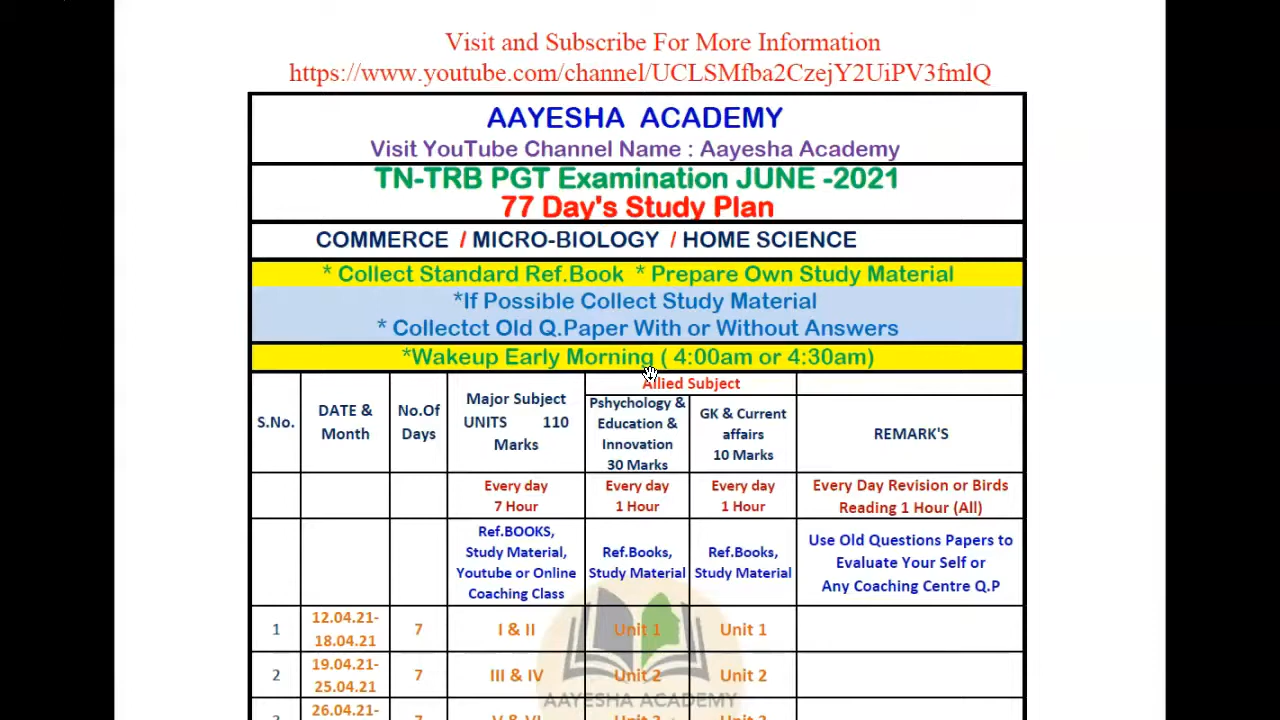 Visit and Subscribe For More Information
https://www.youtube.com/channel/UCLSMfba2CzejY2UiPV3fmlQ
AAYESHA ACADEMY
Visit YouTube Channel Name : Aayesha Academy
TN-TRB PGT Examination JUNE -2021
77 Day's Study Plan
COMMERCE / MICRO-BIOLOGY / HOME SCIENCE
* Collect Standard Ref.Book * Prepare Own Study Material
*If Possible Collect Study Material
* Collectct Old Q.Paper With or Without Answers
*Wakeup Early Morning ( 4:00am or 4:30am)
S.No.
DATE &
Month
No.Of
Days
Major Subject
UNITS 110
Marks
Allied Subject
Pshychology &
Education &
Innovation
30 Marks
GK & Current
affairs
10 Marks
REMARK'S
Every day
7 Hour
Every day
1 Hour
Every day
1 Hour
Every Day Revision or Birds
Reading 1 Hour (All)
Ref.BOOKS,
Study Material,
Youtube or Online
Coaching Class
Ref.Books,
Study Material
Ref.Books,
Study Material
Use Old Questions Papers to
Evaluate Your Self or
Any Coaching Centre Q.P
1
12.04.21-
18.04.21
7
I & II
Unit 1
Unit 1
2
19.04.21-
25.04.21
7
III & IV
Unit 2
Unit 2
AAYESHA ACADEMY
26.04.21-